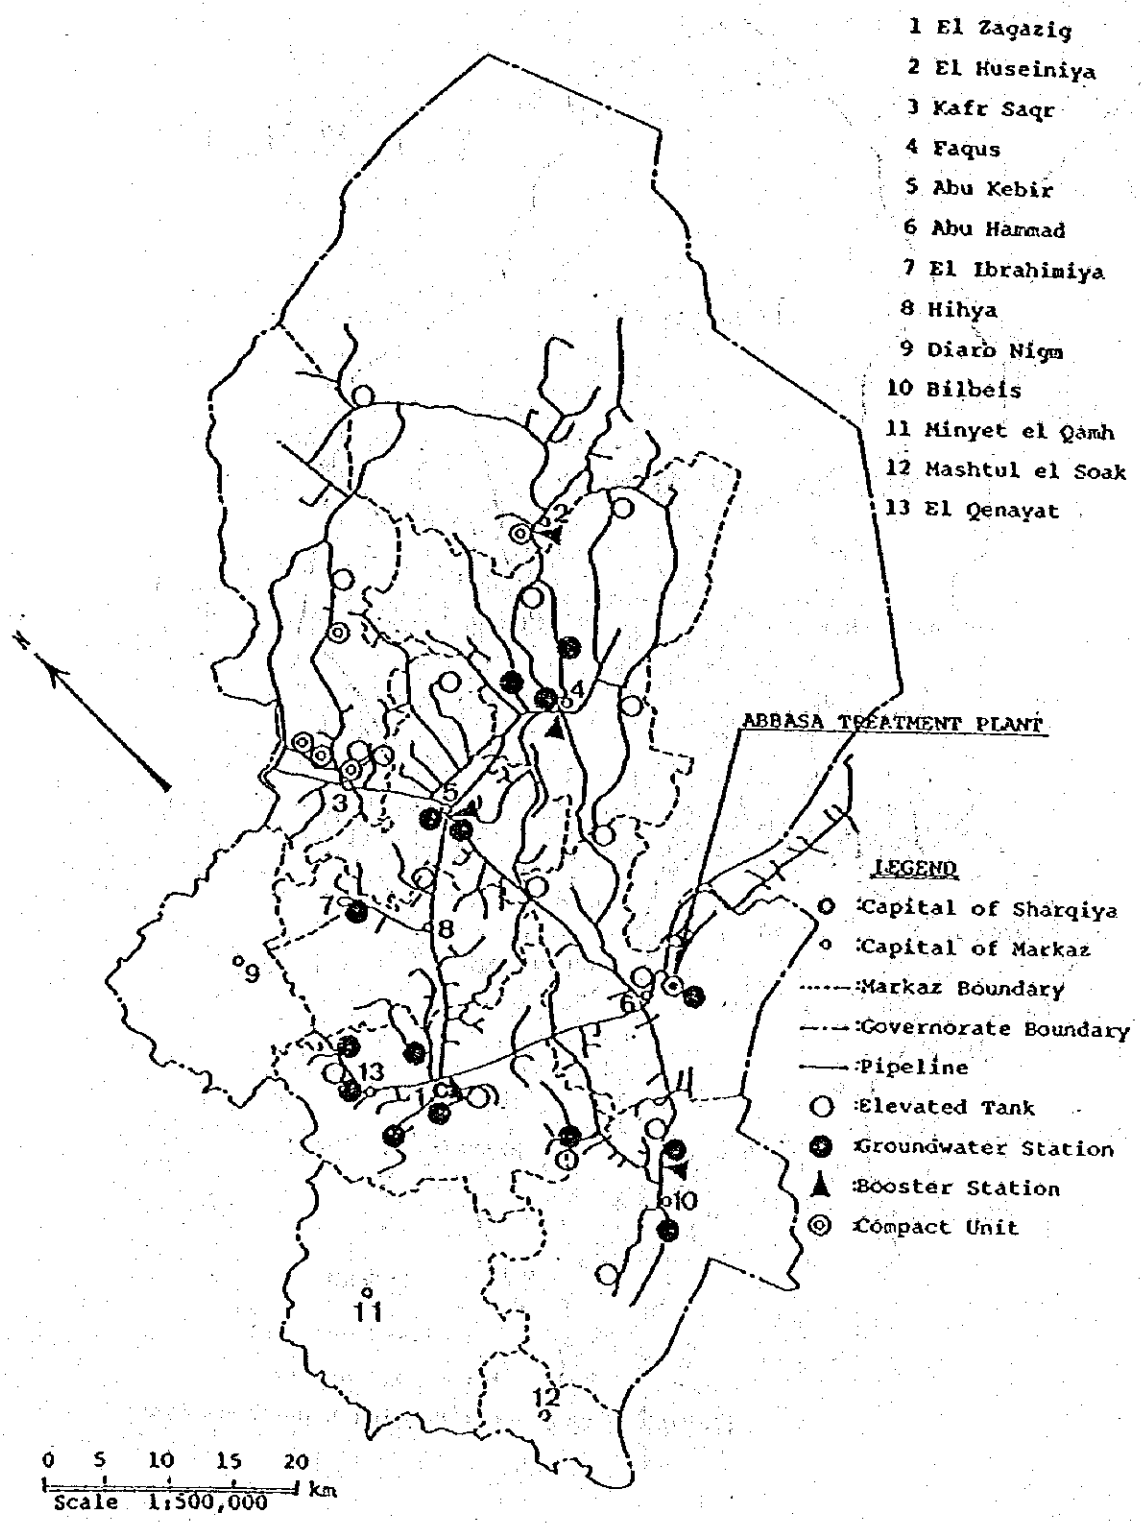 1 El Zagazig
2 El Huseiniya
3 Kafr Saqr
4 Faqus
5 Abu Kebir
6 Abu Hammad
7 El Ibrahimiya
8 Hihya
9 Diarb Nigm
10 Bilbeis
11 Minyet el Qamh
12 Mashtul el Soak
13 El Qenayat
2
N
4
ABBASA TREATMENT PLANT
5
3
LEGEND
7
:Capital of Sharqiya
8
:Capital of Markaz
9
:Markaz Boundary
6
:Governorate Boundary
:Pipeline
13
1
:Elevated Tank
:Groundwater Station
:Booster Station
10
:Compact Unit
11
12
0 5 10 15 20
km
Scale 1:500,000